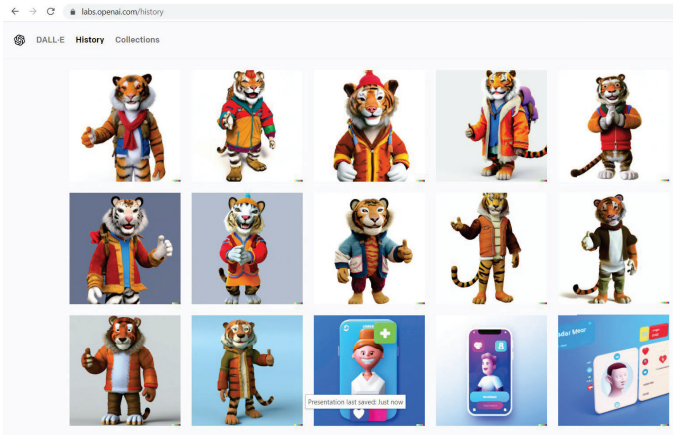 labs.openai.com/history
DALL·E History Collections
Presentation last saved: Just now